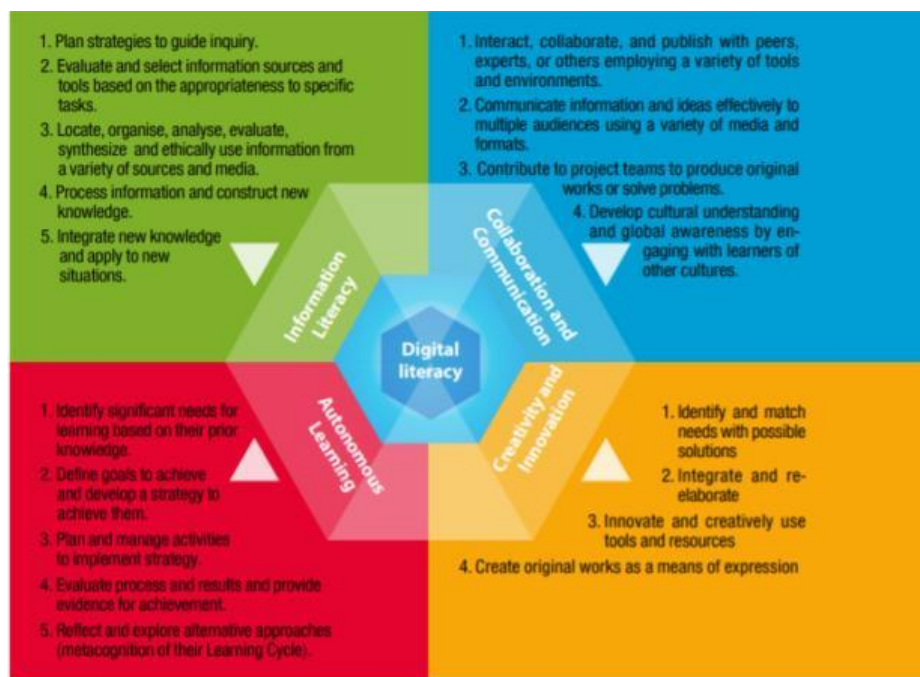 1. Plan strategies to guide inquiry.
2. Evaluate and select information sources and
tools based on the appropriateness to specific
tasks.
3. Locate, organise, analyse, evaluate,
synthesize and ethically use information from
a variety of sources and media.
4. Process information and construct new
knowledge.
5. Integrate new knowledge
and apply to new
situations.
Information
Literacy
1. Interact, collaborate, and publish with peers,
experts, or others employing a variety of tools
and environments.
2. Communicate information and ideas effectively to
multiple audiences using a variety of media and
formats.
3. Contribute to project teams to produce original
works or solve problems.
4. Develop cultural understanding
and global awareness by en-
gaging with learners of
other cultures.
Collaboration and
Communication
Digital
literacy
1. Identify significant needs for
learning based on their prior
knowledge.
2. Define goals to achieve
and develop a strategy to
achieve them.
3. Plan and manage activities
to implement strategy.
4. Evaluate process and results and provide
evidence for achievement.
5. Reflect and explore alternative approaches
(metacognition of their Learning Cycle).
Autonomous
Learning
Creativity and
Innovation
1. Identify and match
needs with possible
solutions
2. Integrate and re-
elaborate
3. Innovate and creatively use
tools and resources
4. Create original works as a means of expression